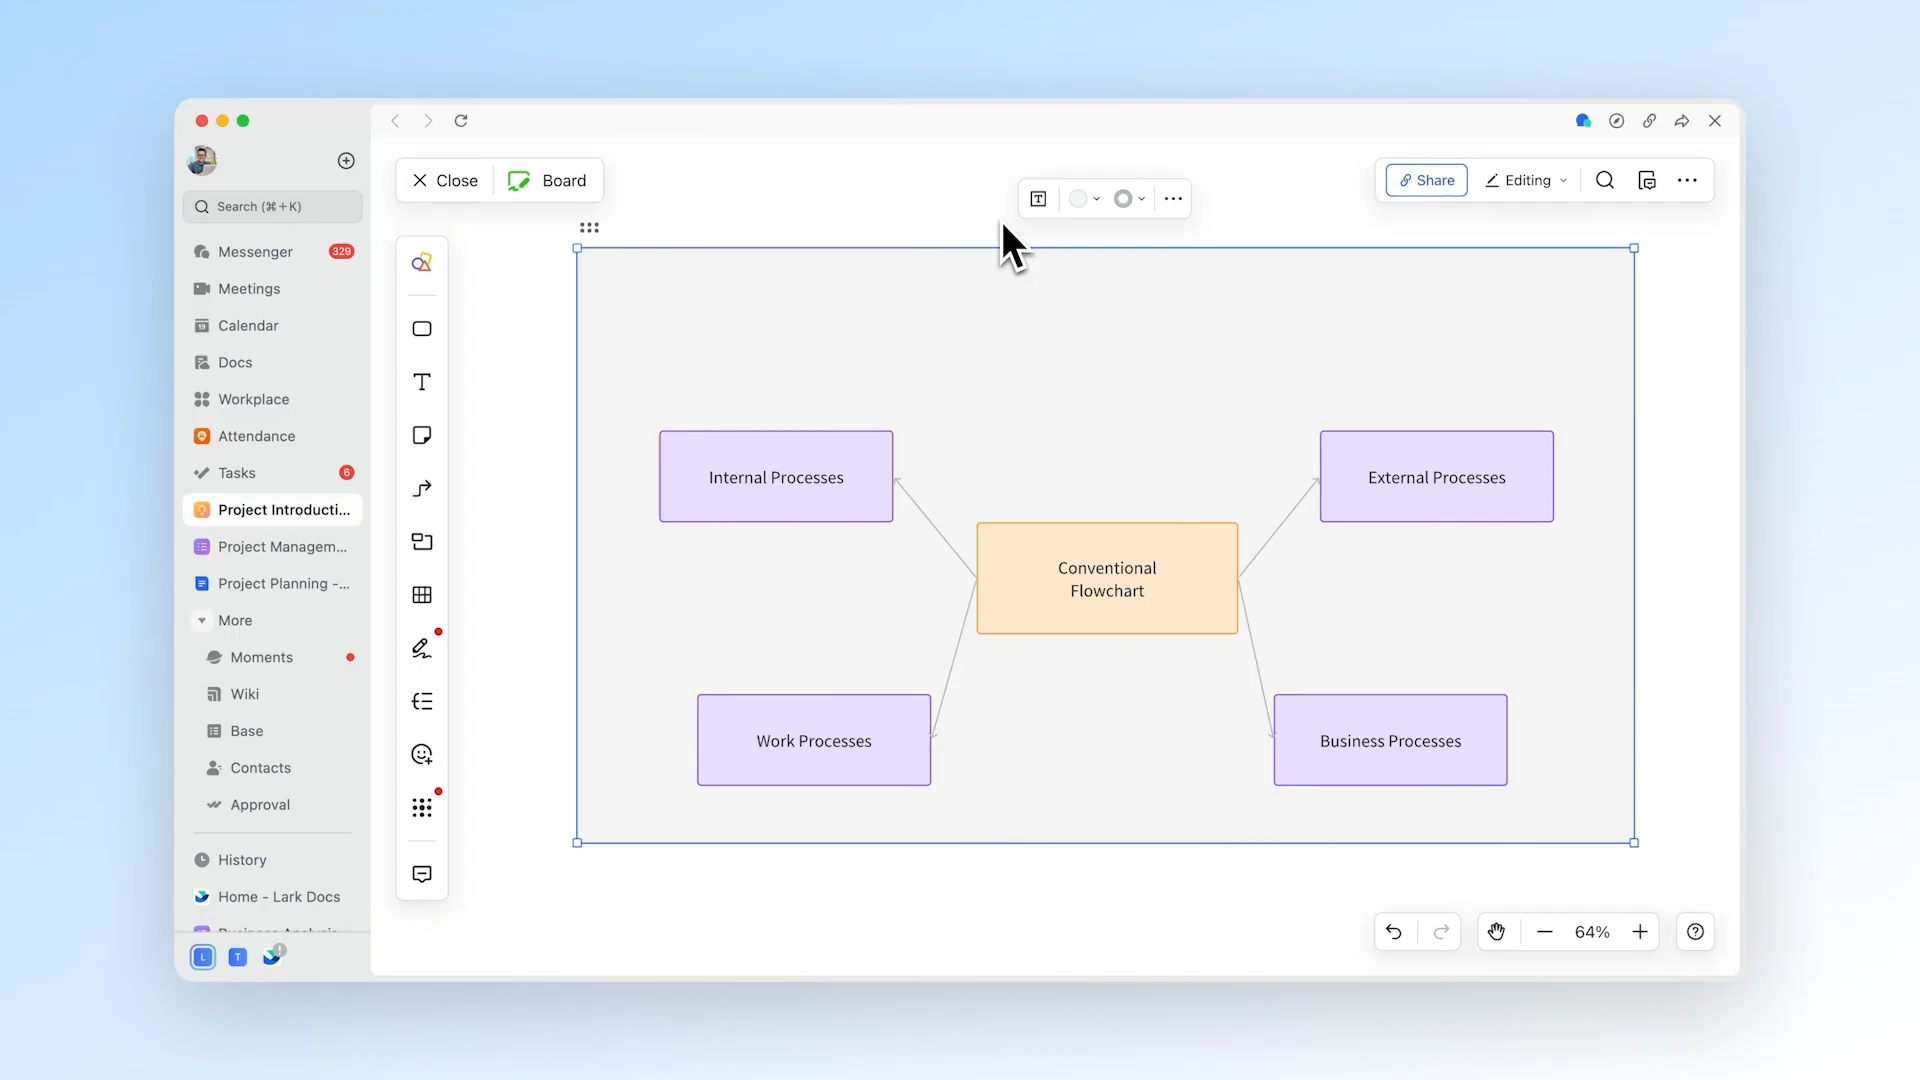 Search (⌘+K)
Messenger
329
Meetings
19
Calendar
Docs
Workplace
Attendance
Tasks
6
Project Introducti...
Project Managem...
Project Planning -...
More
Moments
Wiki
Base
Contacts
Approval
History
Home - Lark Docs
L
T
Close
Board
Share
Editing
Internal Processes
External Processes
Conventional
Flowchart
Work Processes
Business Processes
64%